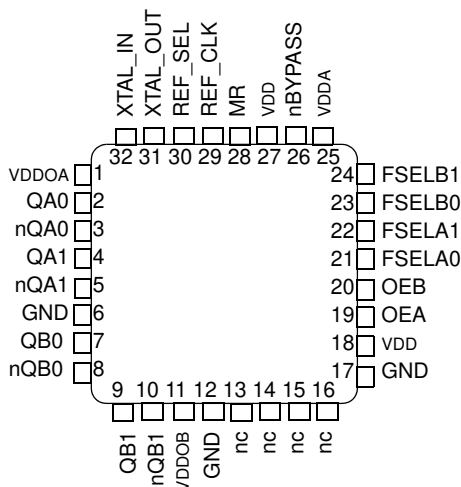 XTAL_IN
XTAL_OUT
REF_SEL
REF_CLK
MR
VDD
nBYPASS
VDDA
32 31 30 29 28 27 26 25
VDDOA 1
QA0 2
nQA0 3
QA1 4
nQA1 5
GND 6
QB0 7
nQB0 8
24 FSELB1
23 FSELB0
22 FSELA1
21 FSELA0
20 OEB
19 OEA
18 VDD
17 GND
9 10 11 12 13 14 15 16
QB1
nQB1
VDDOB
GND
nc
nc
nc
nc